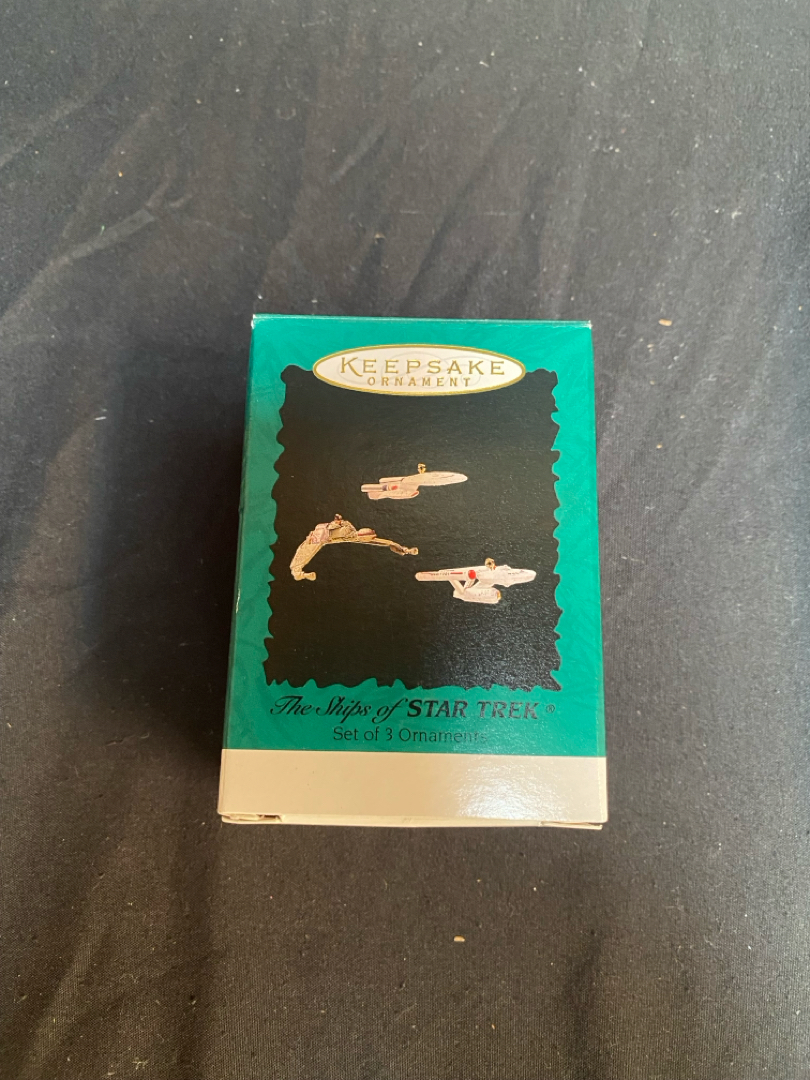 KEEPSAKE
ORNAMENT
The Ships of STAR TREK®
Set of 3 Ornaments